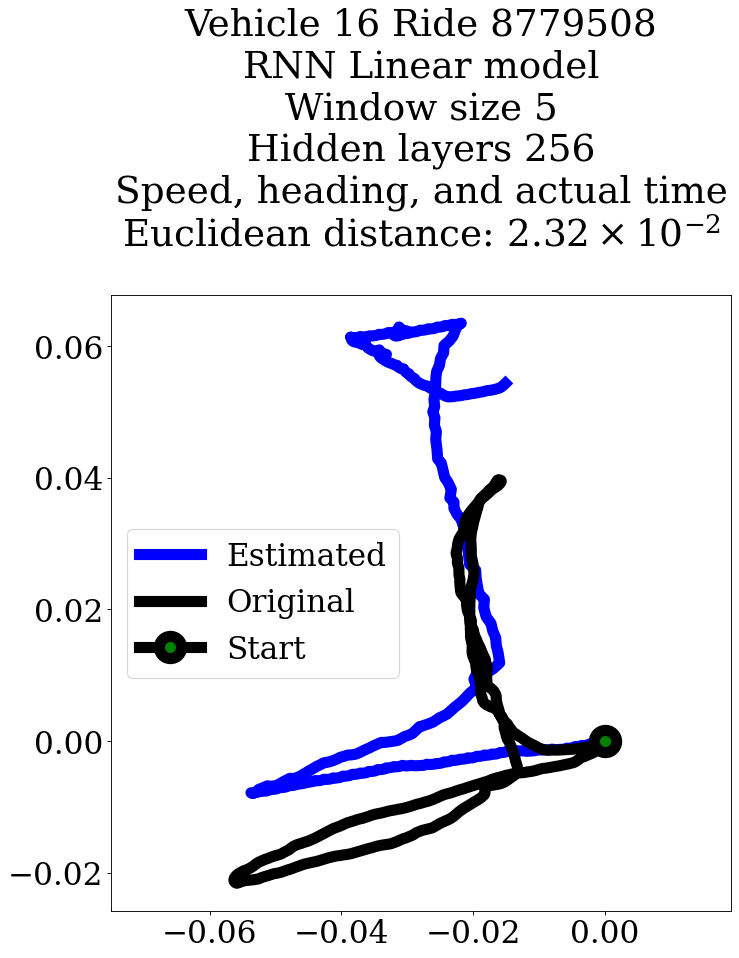 Vehicle 16 Ride 8779508
RNN Linear model
Window size 5
Hidden layers 256
Speed, heading, and actual time
Euclidean distance: 2.32 × 10⁻²
0.06
0.04
0.02
0.00
−0.02
Estimated
Original
Start
−0.06 −0.04 −0.02 0.00